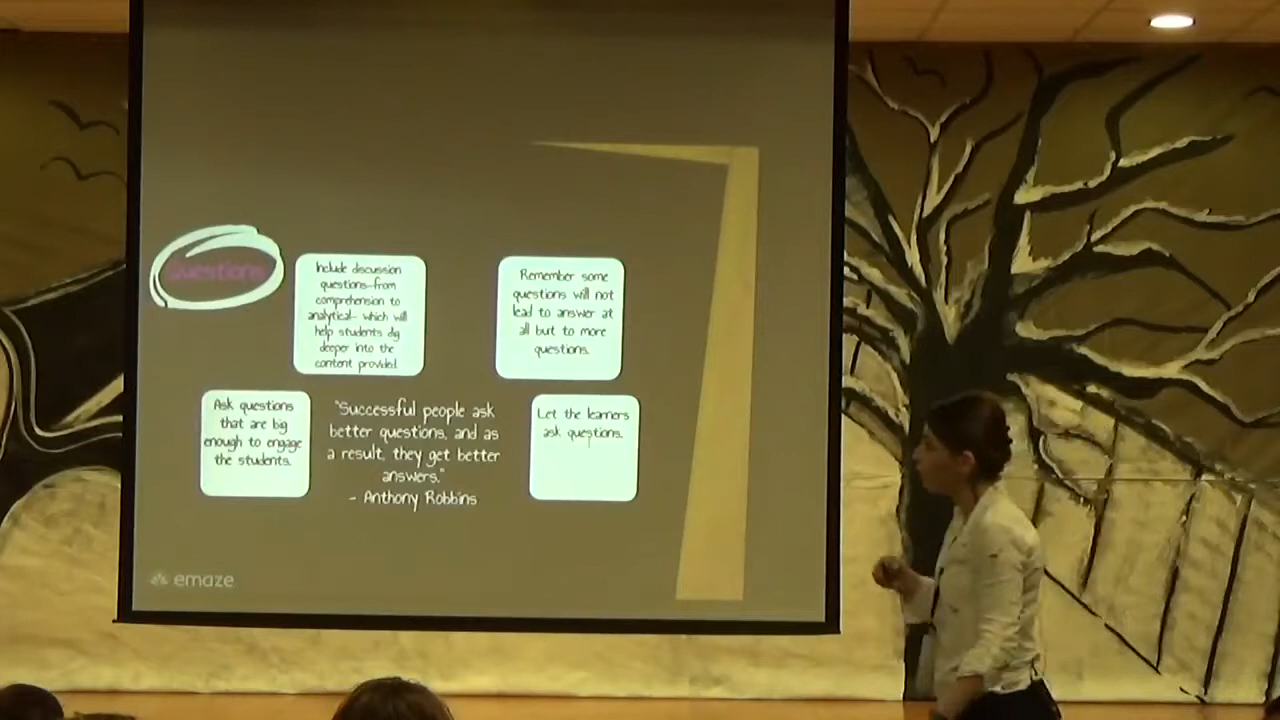 Questions
Include discussion
questions--from
comprehension to
analytical-- which will
help students dig
deeper into the
content provided.
Remember some
questions will not
lead to answer at
all but to more
questions.
Ask questions
that are big
enough to engage
the students.
"Successful people ask
better questions, and as
a result, they get better
answers."
- Anthony Robbins
Let the learners
ask questions.
emaze